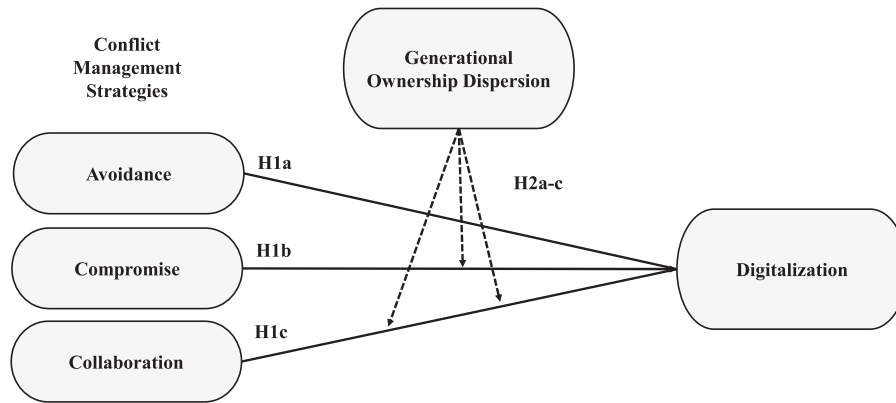 Conflict
Management
Strategies
Generational
Ownership Dispersion
Avoidance
H1a
H2a-c
Compromise
H1b
Digitalization
H1c
Collaboration